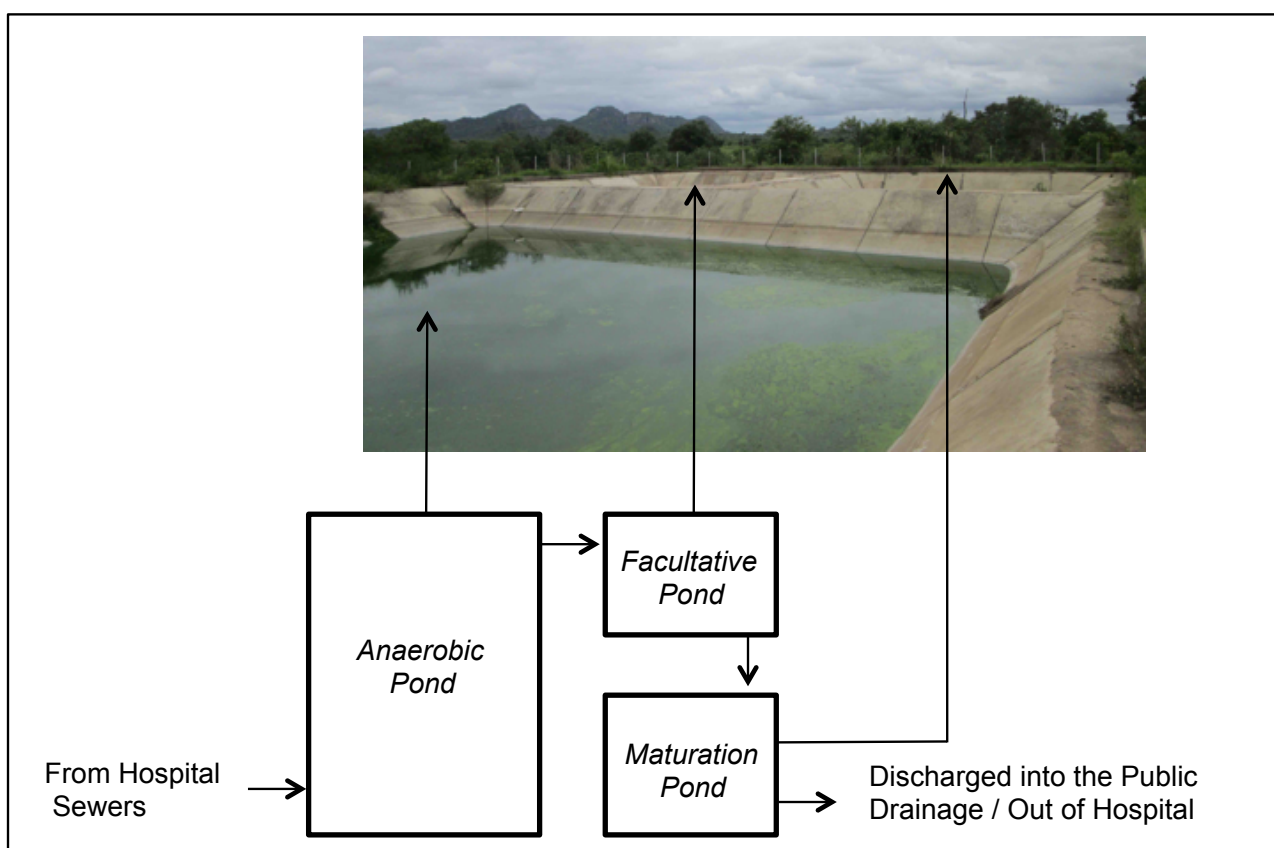 Anaerobic
Pond
Facultative
Pond
Maturation
Pond
From Hospital
Sewers
Discharged into the Public
Drainage / Out of Hospital